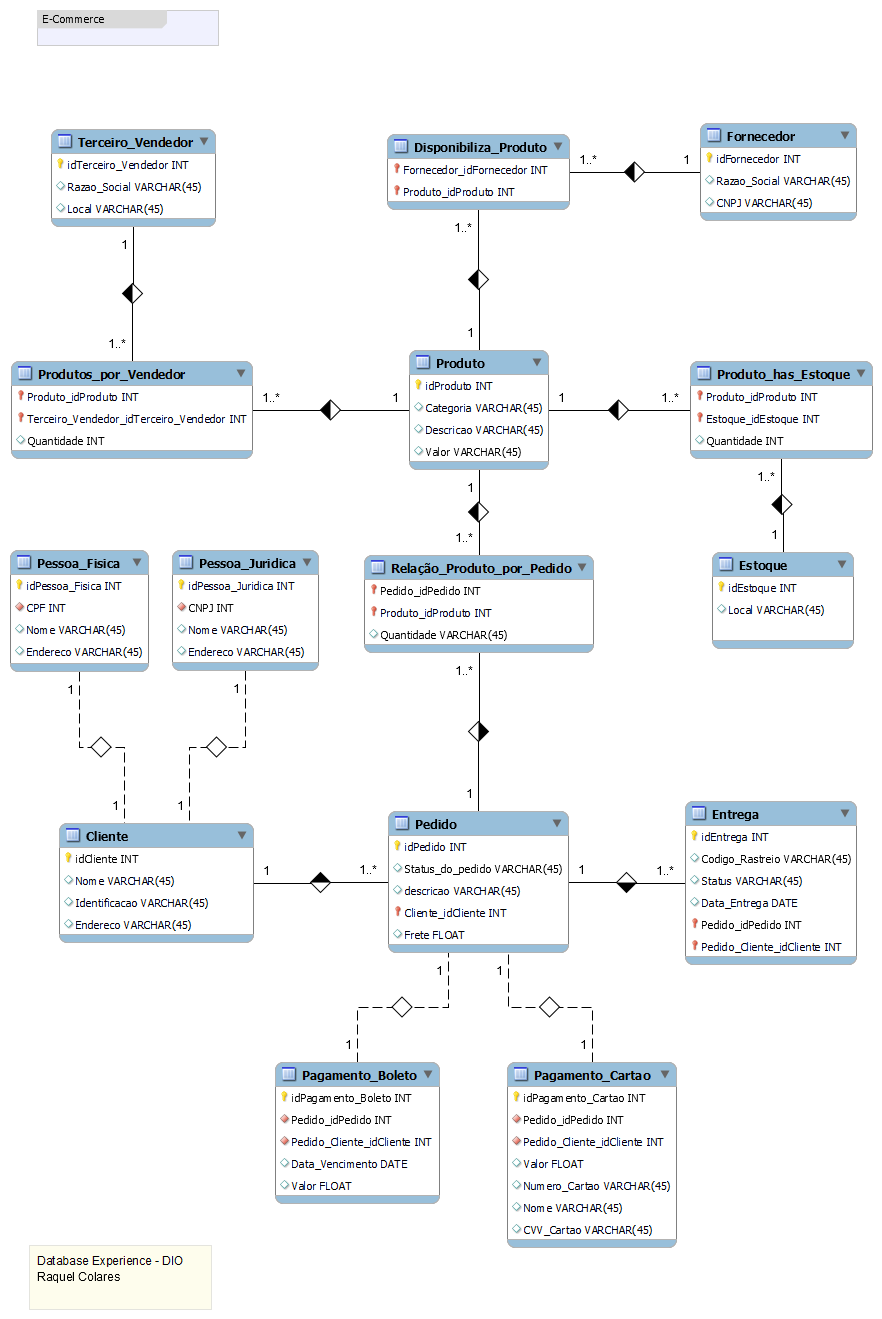 E-Commerce
Terceiro_Vendedor
idTerceiro_Vendedor INT
Razao_Social VARCHAR(45)
Local VARCHAR(45)
Disponibiliza_Produto
Fornecedor_idFornecedor INT
Produto_idProduto INT
1..*
1
Fornecedor
idFornecedor INT
Razao_Social VARCHAR(45)
CNPJ VARCHAR(45)
1
1..*
1..*
1
Produtos_por_Vendedor
Produto_idProduto INT
Terceiro_Vendedor_idTerceiro_Vendedor INT
Quantidade INT
1..*
1
Produto
idProduto INT
Categoria VARCHAR(45)
Descricao VARCHAR(45)
Valor VARCHAR(45)
1
1..*
Produto_has_Estoque
Produto_idProduto INT
Estoque_idEstoque INT
Quantidade INT
1
1..*
1..*
1
Pessoa_Fisica
idPessoa_Fisica INT
CPF INT
Nome VARCHAR(45)
Endereco VARCHAR(45)
Pessoa_Juridica
idPessoa_Juridica INT
CNPJ INT
Nome VARCHAR(45)
Endereco VARCHAR(45)
Relação_Produto_por_Pedido
Pedido_idPedido INT
Produto_idProduto INT
Quantidade VARCHAR(45)
Estoque
idEstoque INT
Local VARCHAR(45)
1
1
1..*
1
1
1
Cliente
idCliente INT
Nome VARCHAR(45)
Identificacao VARCHAR(45)
Endereco VARCHAR(45)
1
1..*
Pedido
idPedido INT
Status_do_pedido VARCHAR(45)
descricao VARCHAR(45)
Cliente_idCliente INT
Frete FLOAT
1
1..*
Entrega
idEntrega INT
Codigo_Rastreio VARCHAR(45)
Status VARCHAR(45)
Data_Entrega DATE
Pedido_idPedido INT
Pedido_Cliente_idCliente INT
1
1
1
1
Pagamento_Boleto
idPagamento_Boleto INT
Pedido_idPedido INT
Pedido_Cliente_idCliente INT
Data_Vencimento DATE
Valor FLOAT
Pagamento_Cartao
idPagamento_Cartao INT
Pedido_idPedido INT
Pedido_Cliente_idCliente INT
Valor FLOAT
Numero_Cartao VARCHAR(45)
Nome VARCHAR(45)
CVV_Cartao VARCHAR(45)
Database Experience - DIO
Raquel Colares